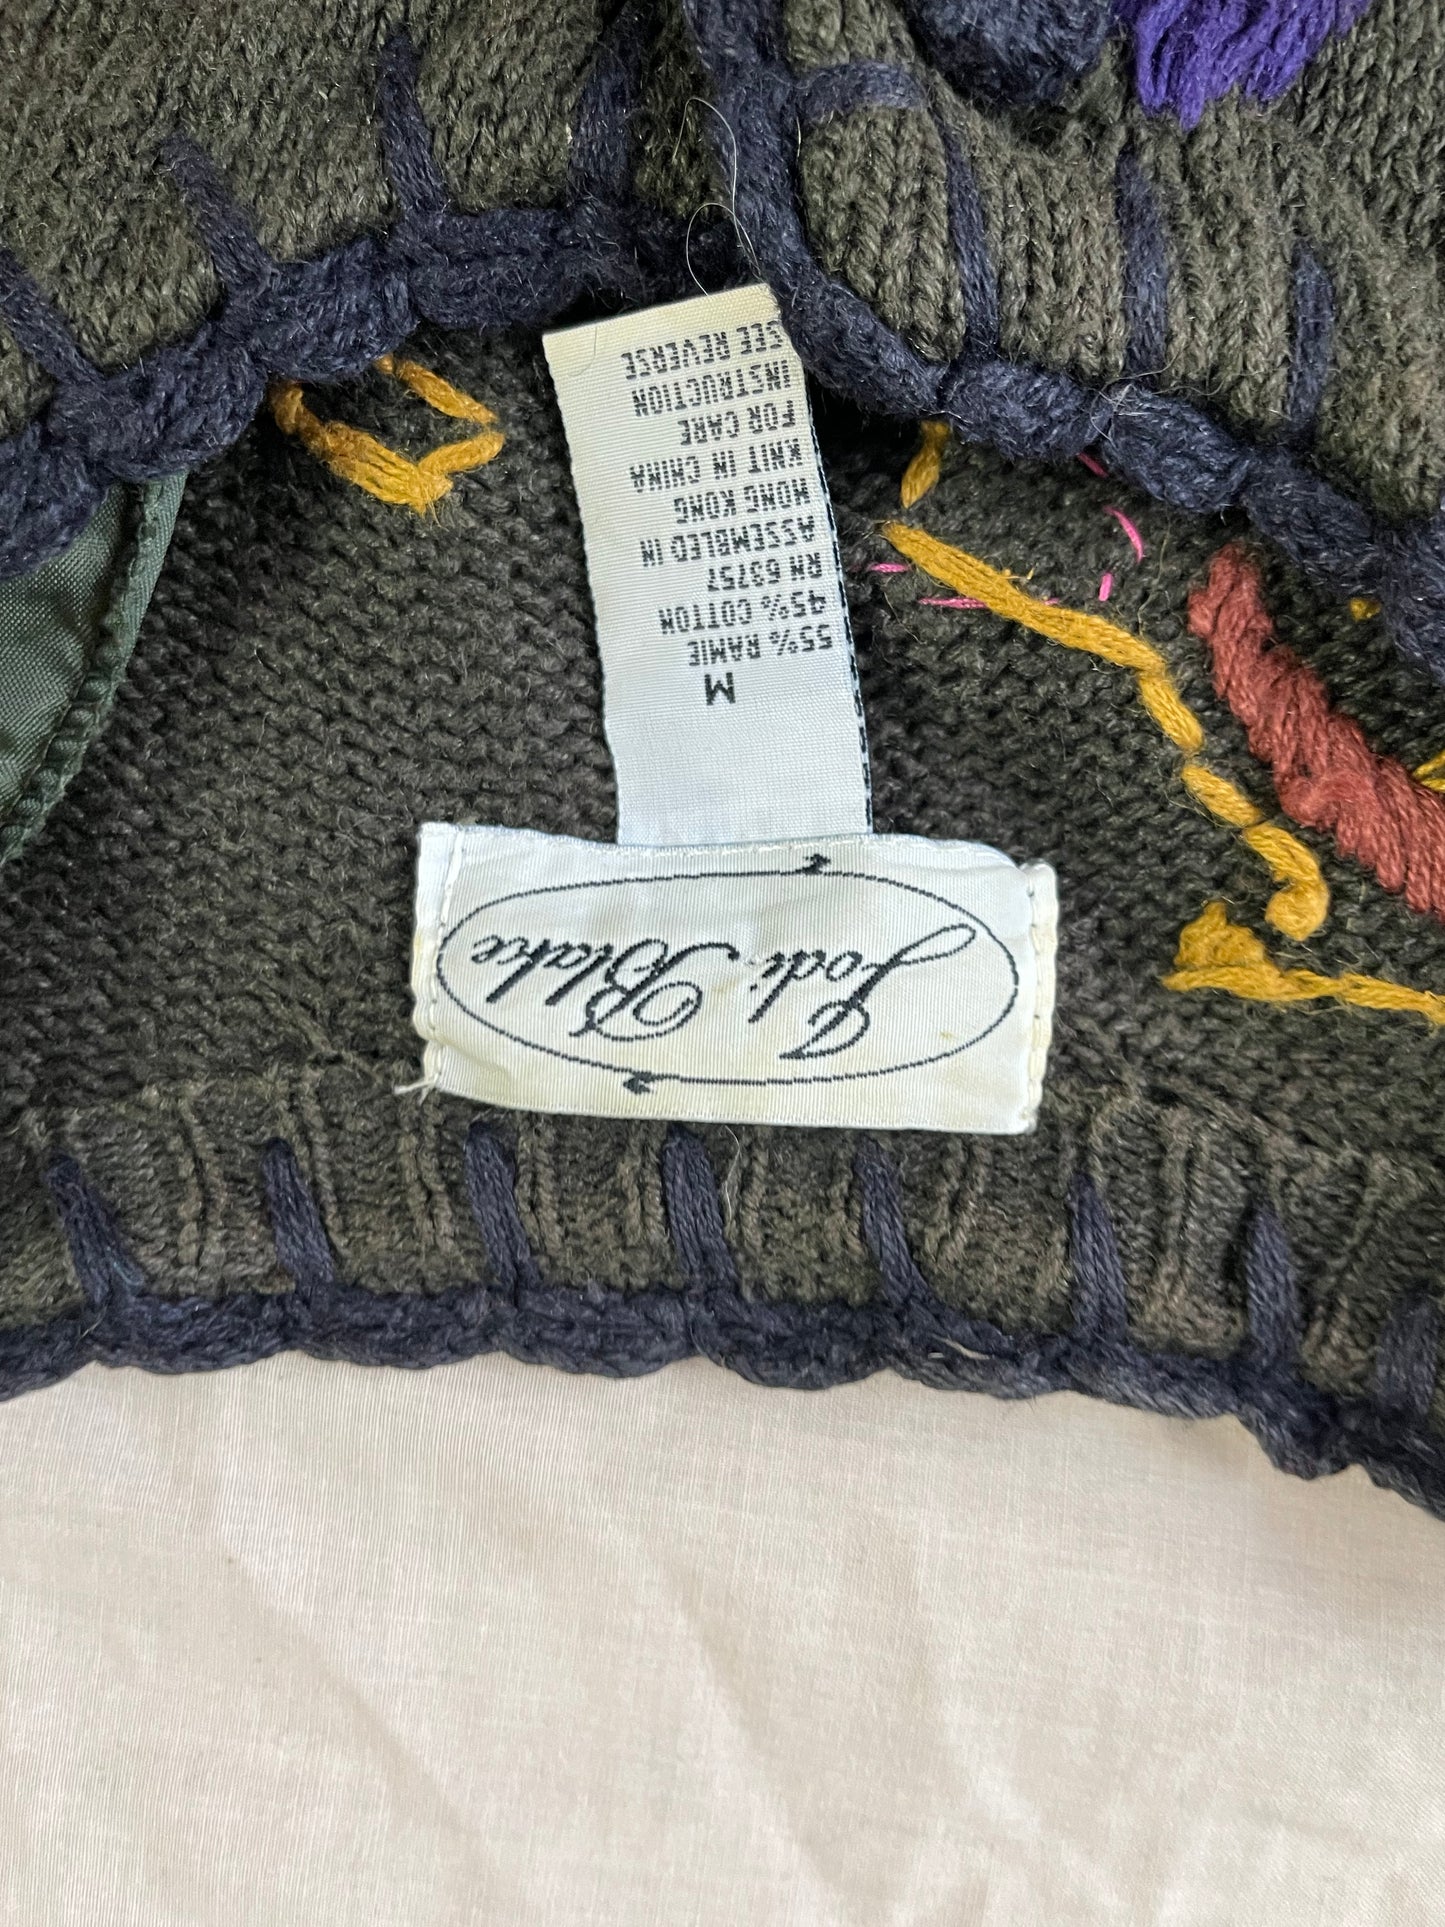 Jodi Blake
M
55% RAMIE
45% COTTON
RN 63757
ASSEMBLED IN
HONG KONG
KNIT IN CHINA
FOR CARE
INSTRUCTION
SEE REVERSE